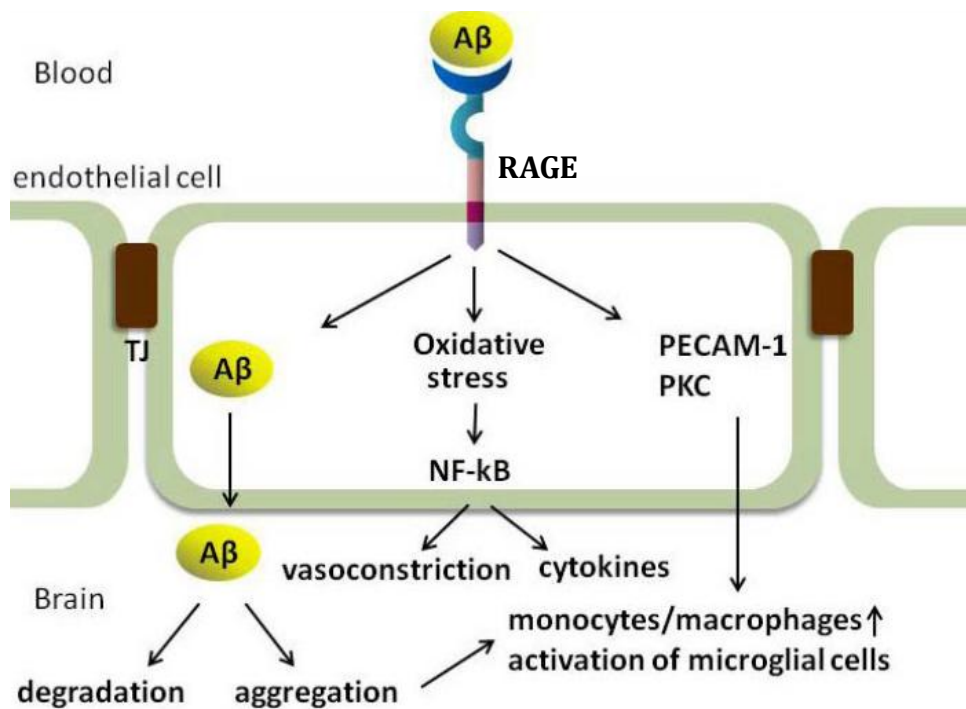 Aβ
Blood
RAGE
endothelial cell
TJ
Aβ
Oxidative
stress
PECAM-1
PKC
NF-kB
Aβ
vasoconstriction
cytokines
Brain
monocytes/macrophages↑
activation of microglial cells
degradation
aggregation